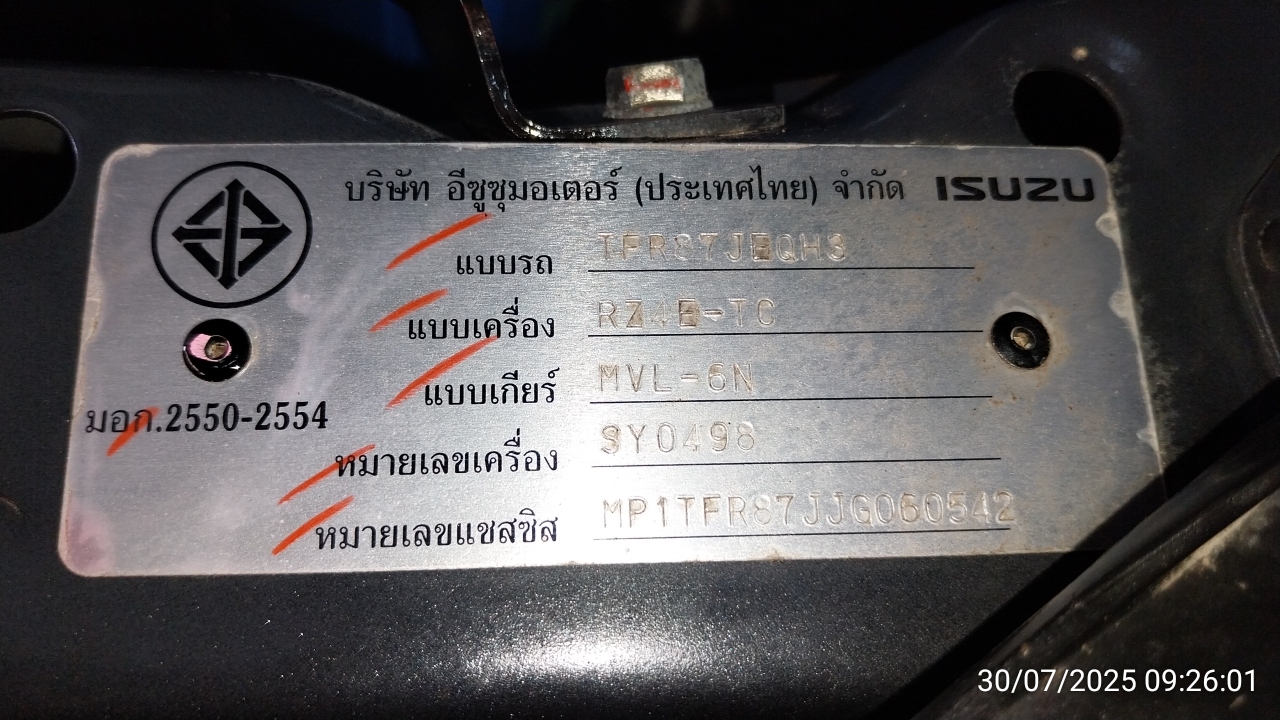 บริษัท อีซูซุมอเตอร์ (ประเทศไทย) จำกัด ISUZU
แบบรถ TFR87JEQH3
แบบเครื่อง RZ4E-TC
แบบเกียร์ MVL-6N
มอก.2550-2554
หมายเลขเครื่อง SY0498
หมายเลขแชสซิส MP1TFR87JJG060542
30/07/2025 09:26:01